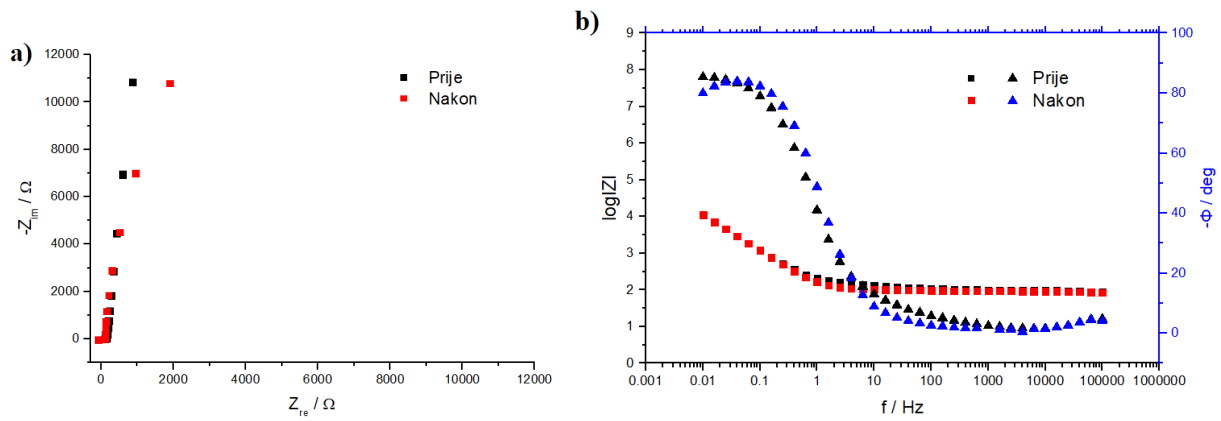 a)
12000
10000
8000
6000
4000
2000
0
-Z_im / Ω
0 2000 4000 6000 8000 10000 12000
Z_re / Ω
Prije
Nakon
b)
9
8
7
6
5
4
3
2
1
0
log|Z|
0.001 0.01 0.1 1 10 100 1000 10000 100000 1000000
f / Hz
Prije
Nakon
100
80
60
40
20
0
-Φ / deg